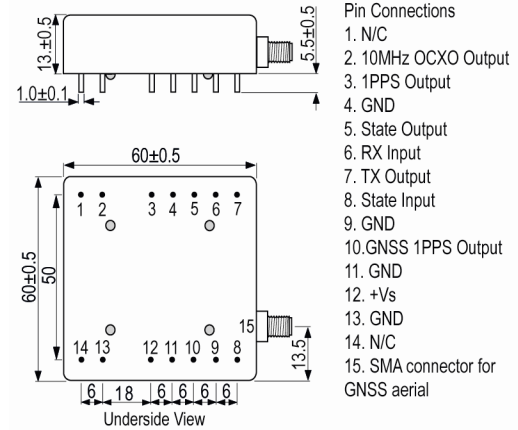 Pin Connections
1. N/C
2. 10MHz OCXO Output
3. 1PPS Output
4. GND
5. State Output
6. RX Input
7. TX Output
8. State Input
9. GND
10.GNSS 1PPS Output
11. GND
12. +Vs
13. GND
14. N/C
15. SMA connector for
GNSS aerial
13.±0.5
5.5±0.5
1.0±0.1
60±0.5
60±0.5
50
1 2 3 4 5 6 7
15
14 13 12 11 10 9 8
13.5
6 18 6 6 6 6
Underside View